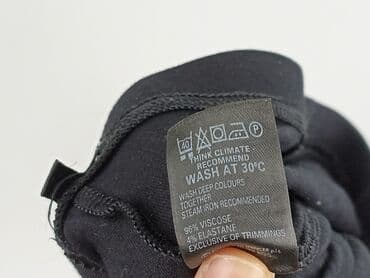 40 P
THINK CLIMATE -
RECOMMEND
WASH AT 30°C
WASH DEEP COLOURS
TOGETHER
STEAM IRON RECOMMENDED
96% VISCOSE
4% ELASTANE
EXCLUSIVE OF TRIMMINGS